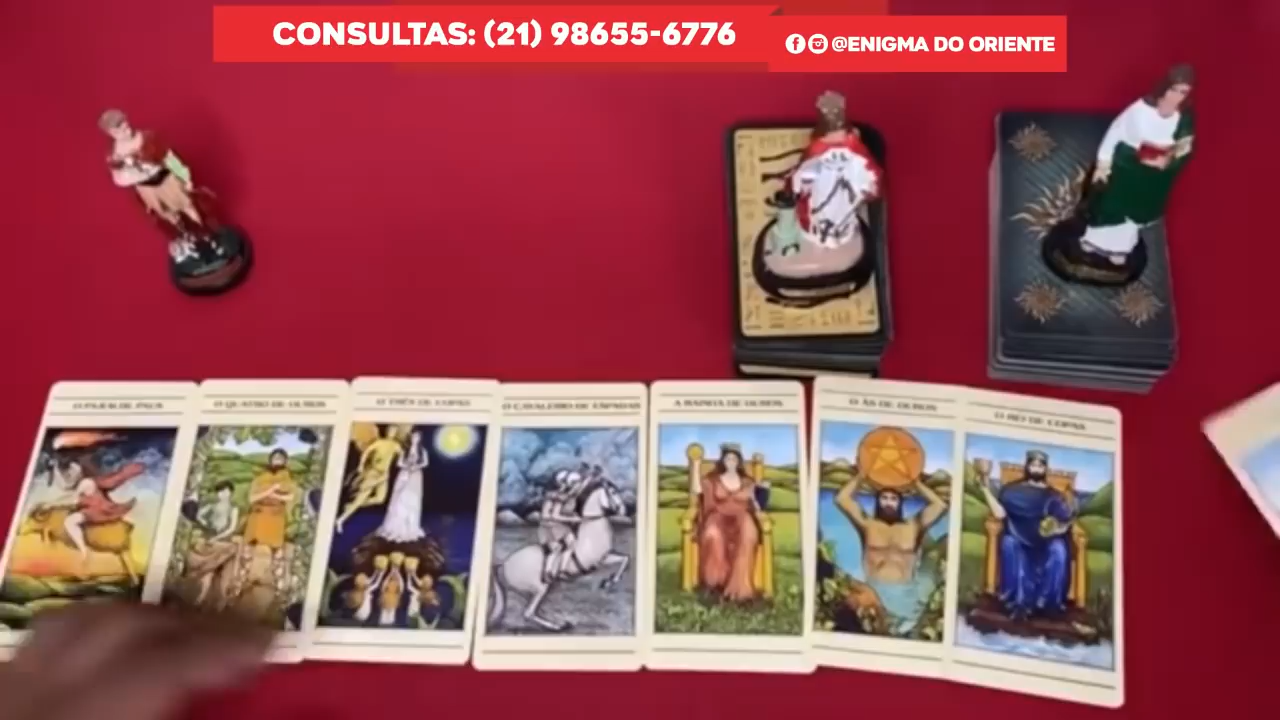 CONSULTAS: (21) 98655-6776
@ENIGMA DO ORIENTE
O QUATRO DE OUROS
O TRÊS DE COPAS
O CAVALEIRO DE ESPADAS
A RAINHA DE OUROS
O ÁS DE OUROS
O REI DE COPAS